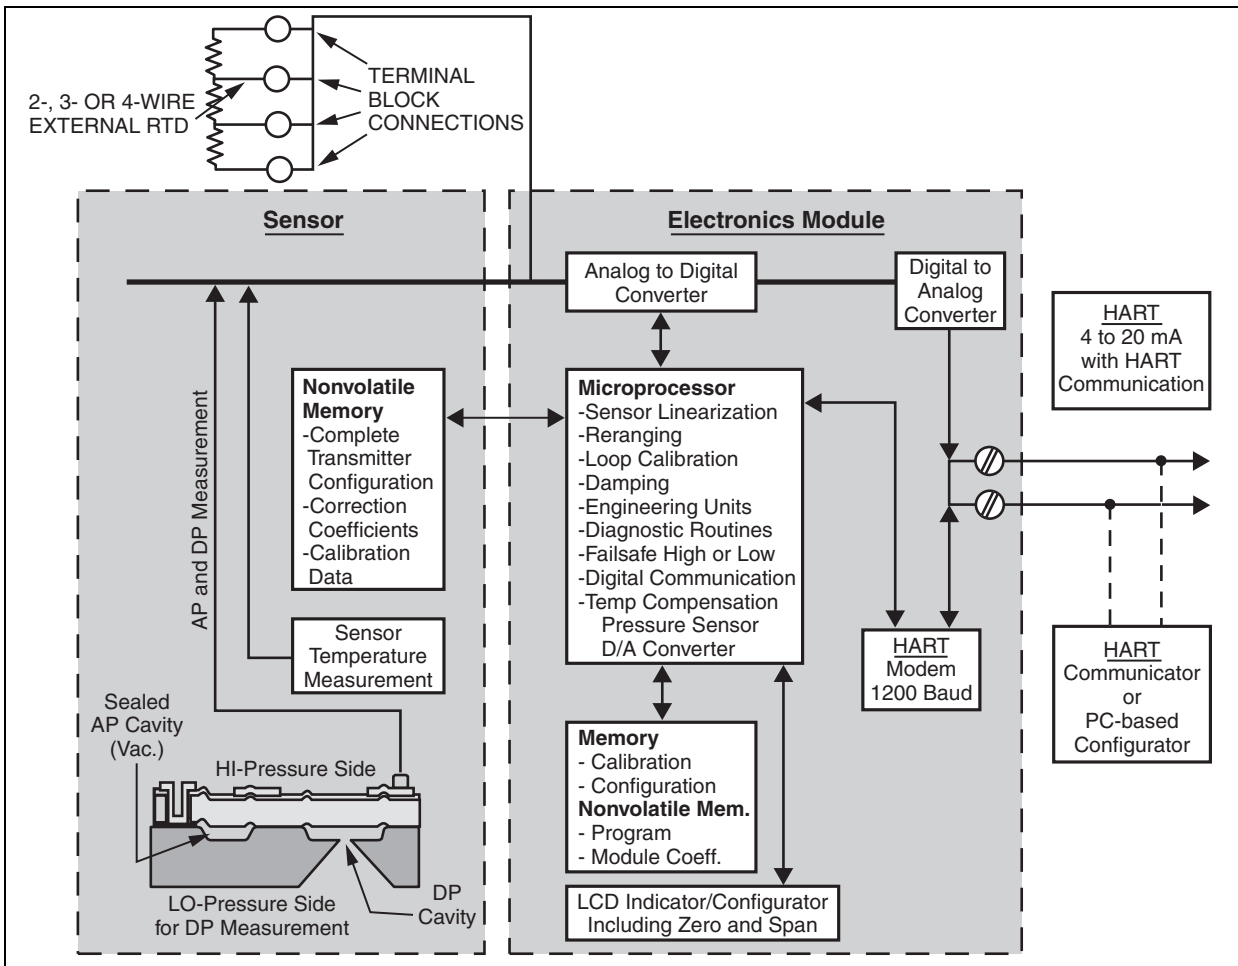 2-, 3- OR 4-WIRE
EXTERNAL RTD
TERMINAL
BLOCK
CONNECTIONS
Sensor
AP and DP Measurement
Nonvolatile
Memory
-Complete
Transmitter
Configuration
-Correction
Coefficients
-Calibration
Data
Sensor
Temperature
Measurement
Sealed
AP Cavity
(Vac.)
HI-Pressure Side
LO-Pressure Side
for DP Measurement
DP
Cavity
Electronics Module
Analog to Digital
Converter
Digital to
Analog
Converter
Microprocessor
-Sensor Linearization
-Reranging
-Loop Calibration
-Damping
-Engineering Units
-Diagnostic Routines
-Failsafe High or Low
-Digital Communication
-Temp Compensation
Pressure Sensor
D/A Converter
HART
Modem
1200 Baud
Memory
- Calibration
- Configuration
Nonvolatile Mem.
- Program
- Module Coeff.
LCD Indicator/Configurator
Including Zero and Span
HART
4 to 20 mA
with HART
Communication
HART
Communicator
or
PC-based
Configurator